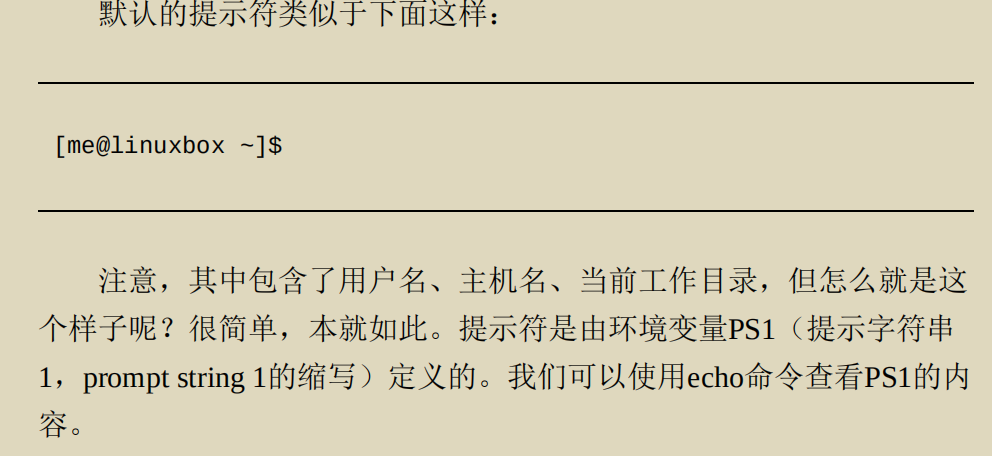 默认的提示符类似于下面这样：
[me@linuxbox ~]$
注意，其中包含了用户名、主机名、当前工作目录，但怎么就是这
个样子呢？很简单，本就如此。提示符是由环境变量PS1（提示字符串
1，prompt string 1的缩写）定义的。我们可以使用echo命令查看PS1的内
容。